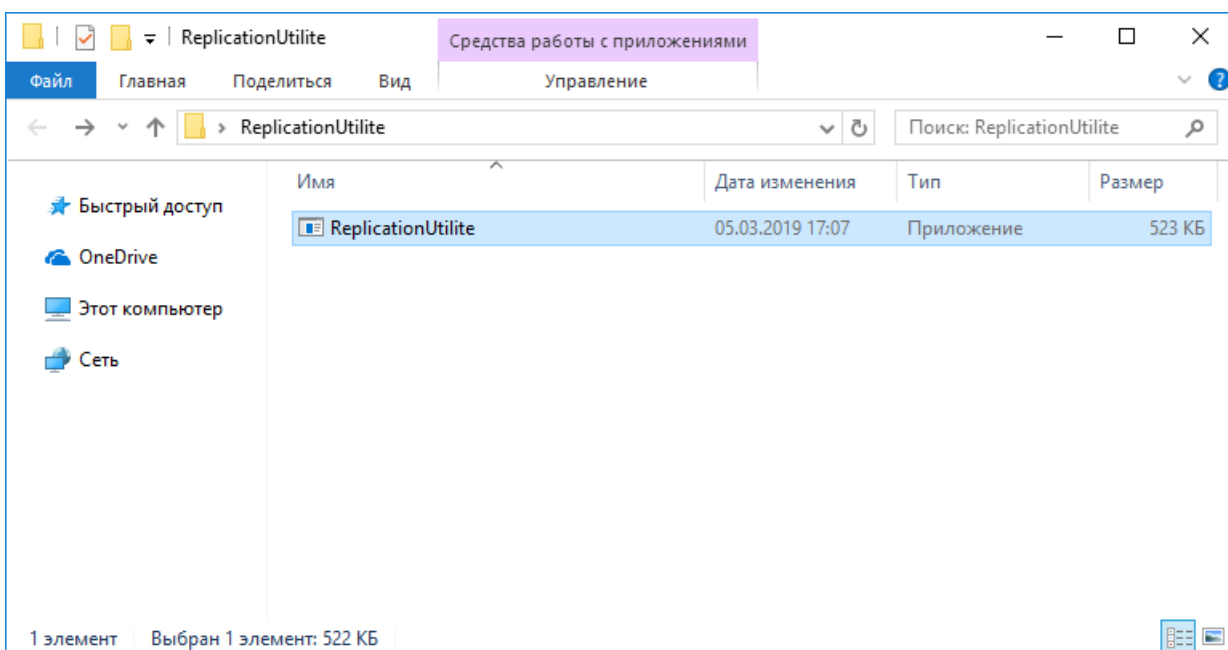 ReplicationUtilite
Средства работы с приложениями
Файл Главная Поделиться Вид Управление
ReplicationUtilite Поиск: ReplicationUtilite
Имя Дата изменения Тип Размер
Быстрый доступ
ReplicationUtilite 05.03.2019 17:07 Приложение 523 КБ
OneDrive
Этот компьютер
Сеть
1 элемент Выбран 1 элемент: 522 КБ